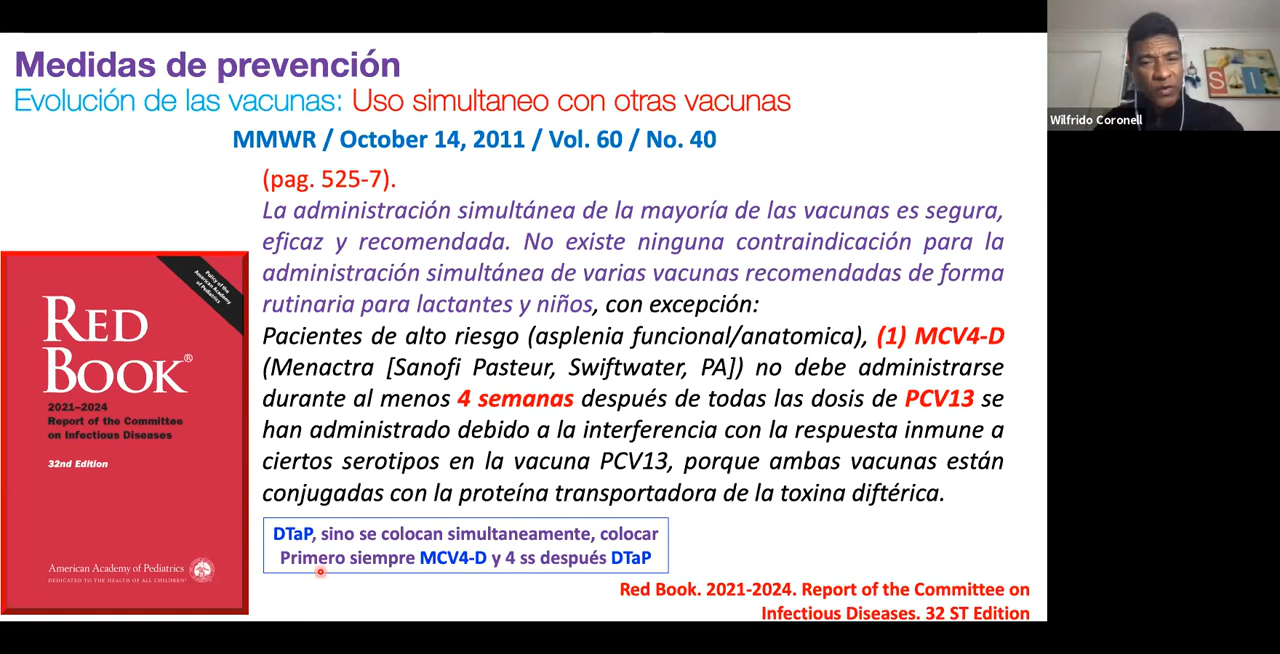 Medidas de prevención
Evolución de las vacunas: Uso simultaneo con otras vacunas
MMWR / October 14, 2011 / Vol. 60 / No. 40
(pag. 525-7).
La administración simultánea de la mayoría de las vacunas es segura,
eficaz y recomendada. No existe ninguna contraindicación para la
administración simultánea de varias vacunas recomendadas de forma
rutinaria para lactantes y niños, con excepción:
Pacientes de alto riesgo (asplenia funcional/anatomica), (1) MCV4-D
(Menactra [Sanofi Pasteur, Swiftwater, PA]) no debe administrarse
durante al menos 4 semanas después de todas las dosis de PCV13 se
han administrado debido a la interferencia con la respuesta inmune a
ciertos serotipos en la vacuna PCV13, porque ambas vacunas están
conjugadas con la proteína transportadora de la toxina diftérica.
DTaP, sino se colocan simultaneamente, colocar
Primero siempre MCV4-D y 4 ss después DTaP
Red Book. 2021-2024. Report of the Committee on
Infectious Diseases. 32 ST Edition
Policy of the
American Academy
of Pediatrics
RED
BOOK®
2021–2024
Report of the Committee
on Infectious Diseases
32nd Edition
American Academy of Pediatrics
DEDICATED TO THE HEALTH OF ALL CHILDREN®
Wilfrido Coronell
S I